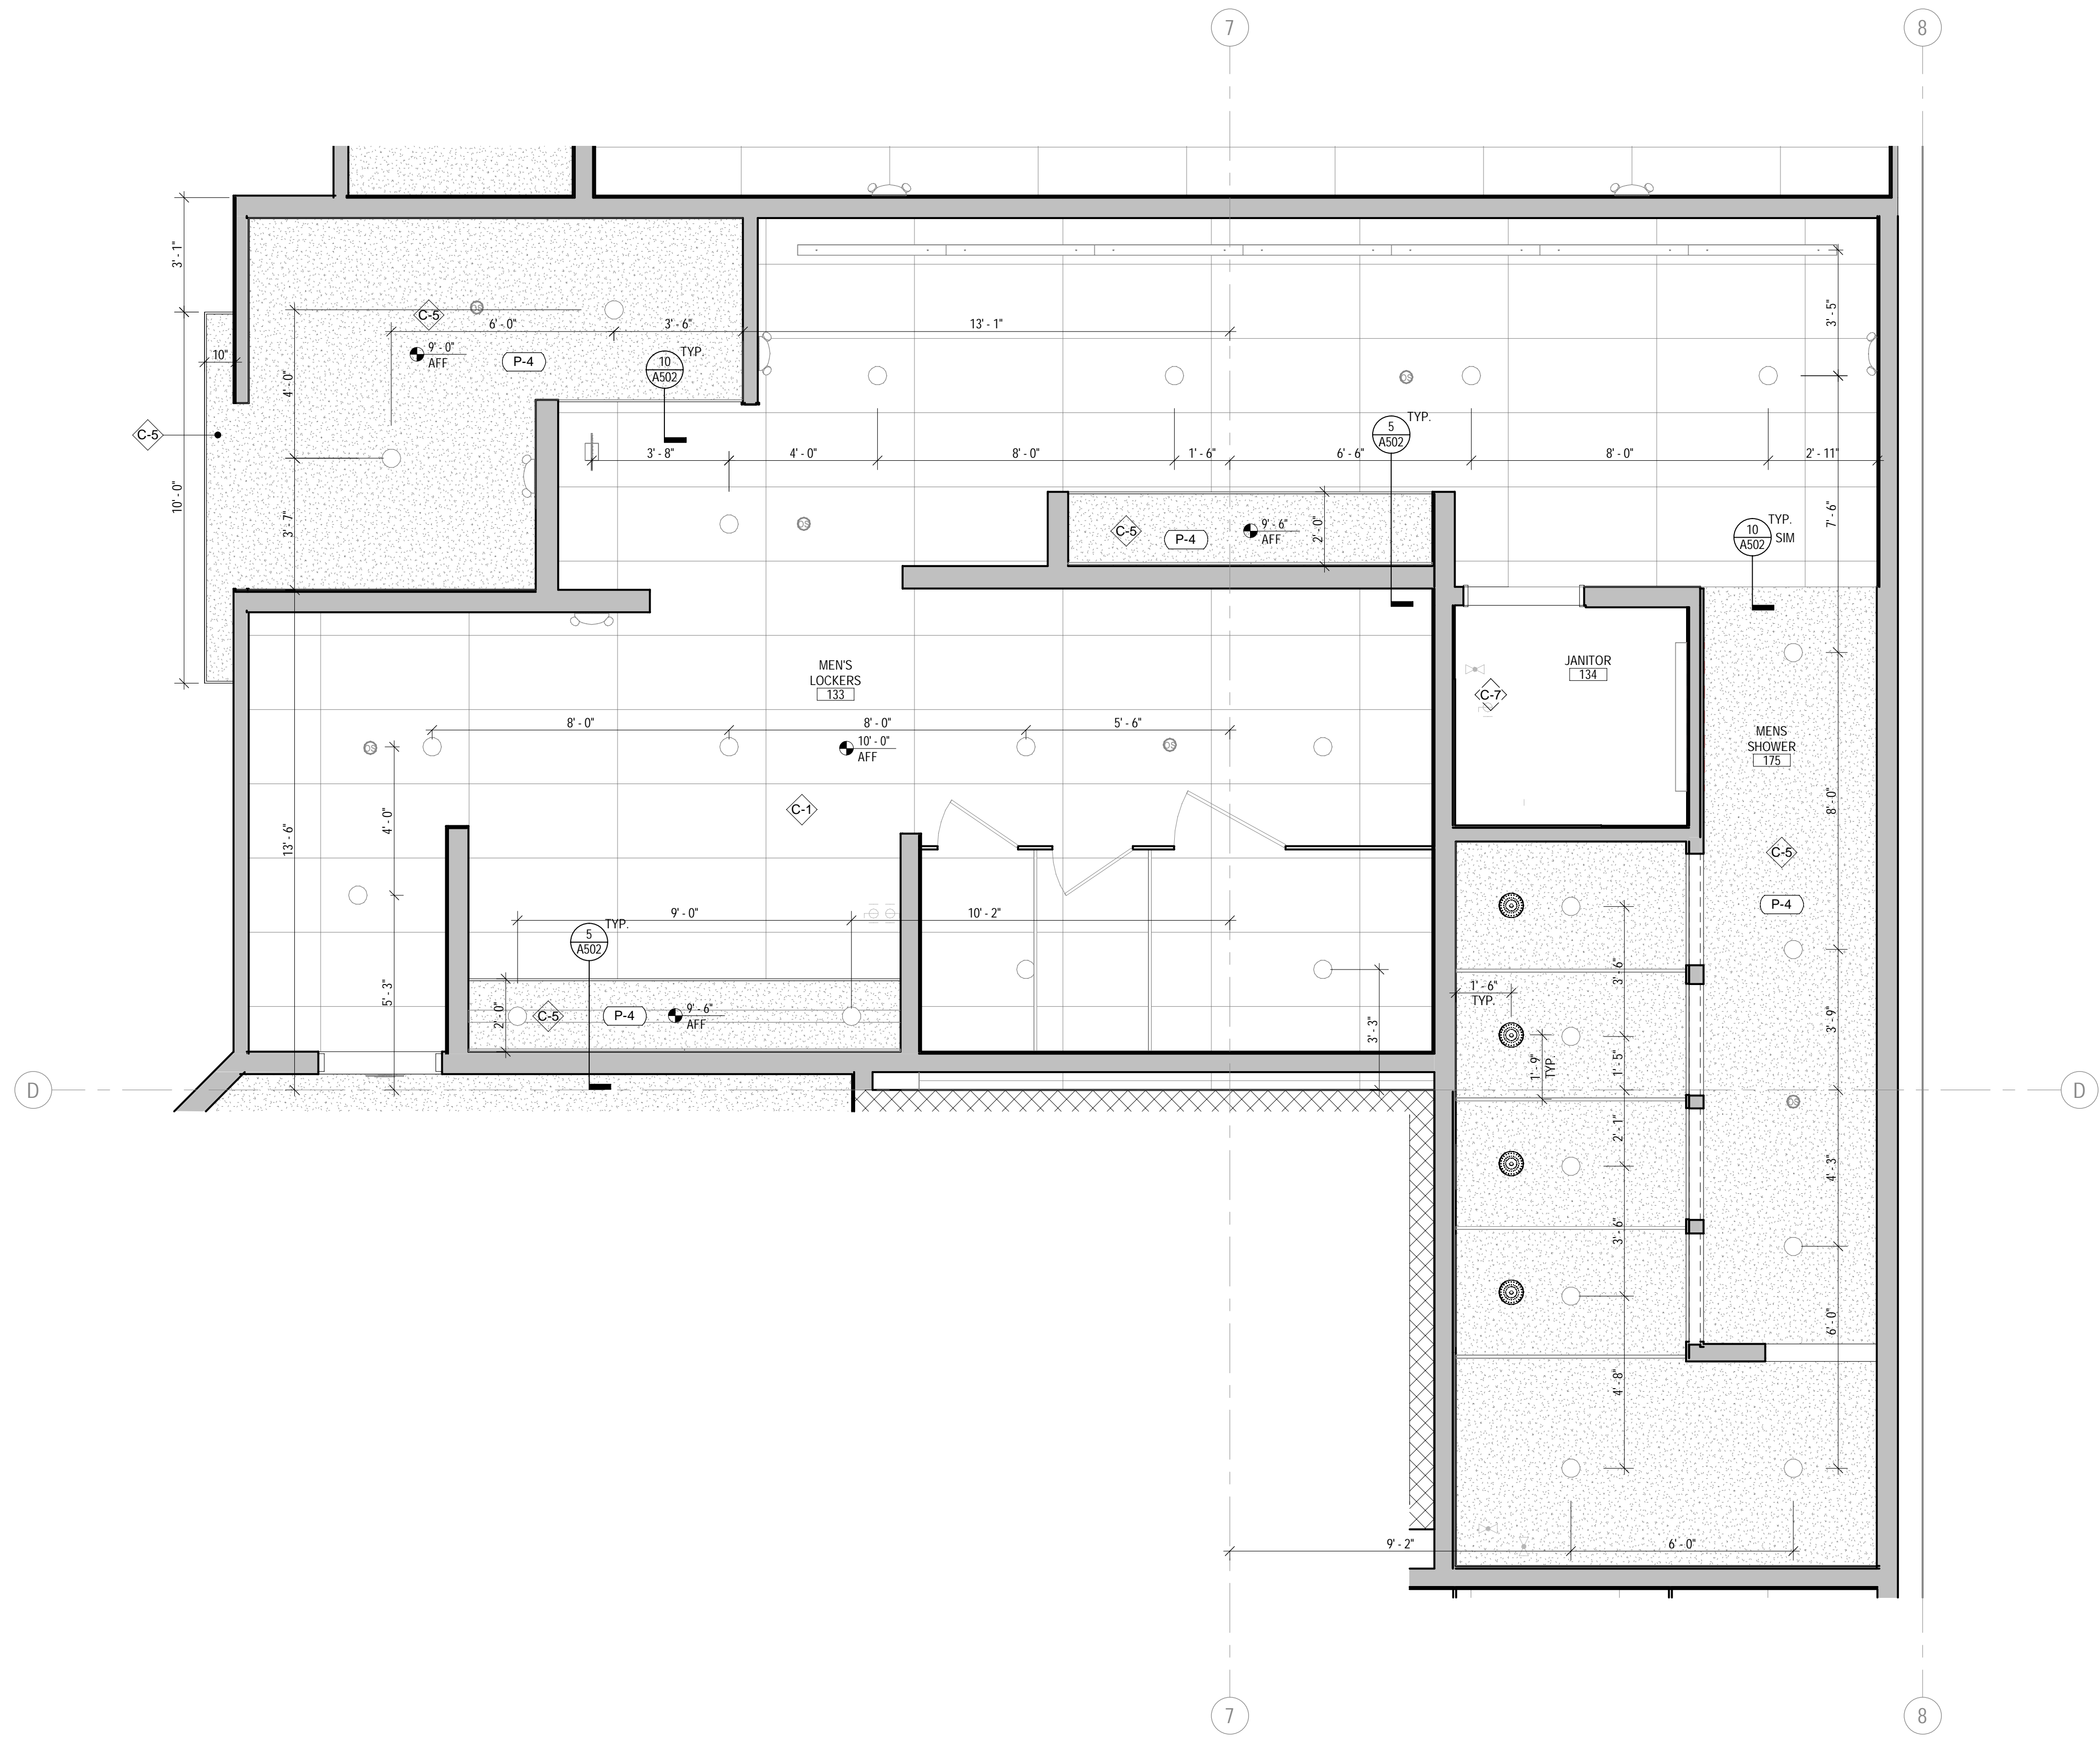 7
8
3' - 1"
C-5
6' - 0"
3' - 6"
13' - 1"
3' - 5"
10"
9' - 0"
AFF
P-4
10
A502
TYP.
4' - 0"
OS
OS
5
A502
TYP.
C-5
3' - 8"
4' - 0"
8' - 0"
1' - 6"
6' - 6"
8' - 0"
2' - 11"
10' - 0"
3' - 7"
OS
C-5
P-4
9' - 6"
AFF
2' - 0"
10
A502
TYP.
SIM
7' - 6"
MEN'S
LOCKERS
133
JANITOR
134
C-7
8' - 0"
8' - 0"
5' - 6"
OS
10' - 0"
AFF
OS
MENS
SHOWER
175
13' - 6"
4' - 0"
C-1
8' - 0"
C-5
P-4
9' - 0"
10' - 2"
5
A502
TYP.
5' - 3"
2' - 0"
C-5
P-4
9' - 6"
AFF
3' - 3"
1' - 6"
TYP.
3' - 6"
3' - 9"
1' - 9"
TYP.
1' - 5"
D
D
OS
2' - 1"
4' - 3"
3' - 6"
6' - 0"
4' - 8"
9' - 2"
6' - 0"
7
8